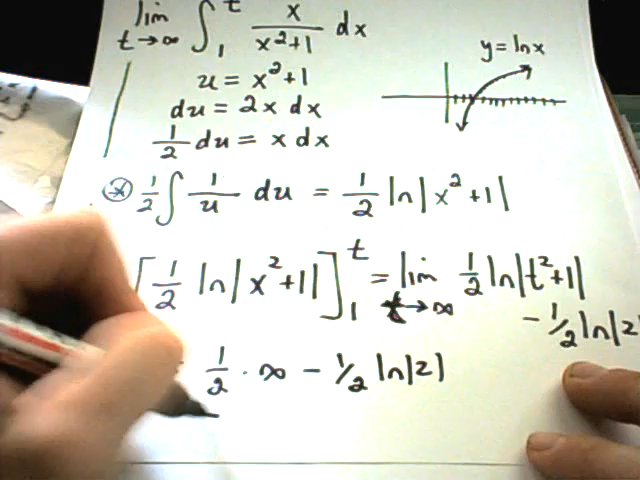 lim t→∞ ∫₁ᵗ x/(x²+1) dx
y = ln x
u = x²+1
du = 2x dx
1/2 du = x dx
* 1/2 ∫ 1/u du = 1/2 ln|x²+1|
[1/2 ln|x²+1|]₁ᵗ = lim t→∞ 1/2 ln|t²+1|
- 1/2 ln|2|
1/2 · ∞ - 1/2 ln|2|